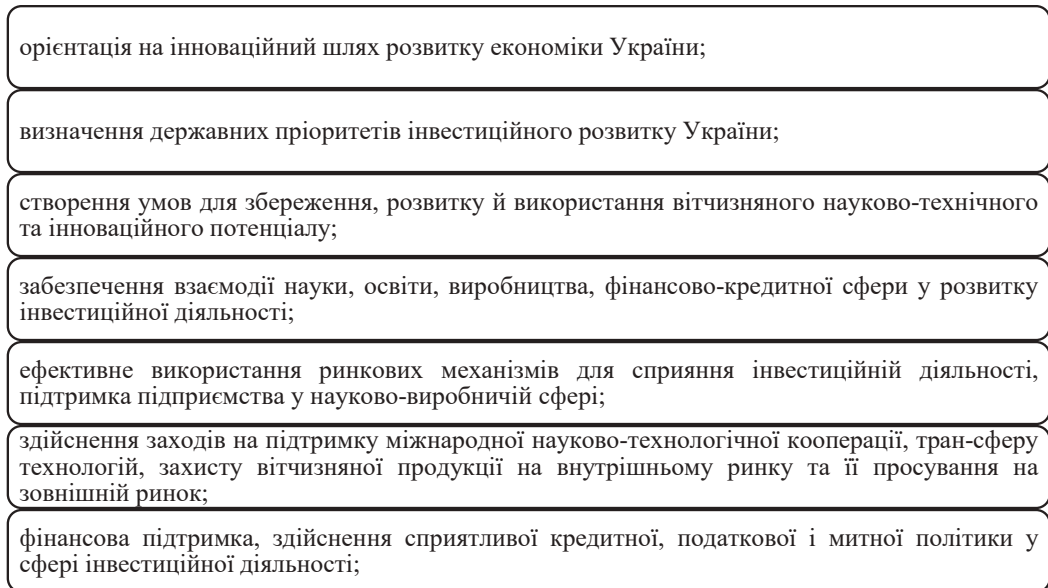 орієнтація на інноваційний шлях розвитку економіки України;
визначення державних пріоритетів інвестиційного розвитку України;
створення умов для збереження, розвитку й використання вітчизняного науково-технічного
та інноваційного потенціалу;
забезпечення взаємодії науки, освіти, виробництва, фінансово-кредитної сфери у розвитку
інвестиційної діяльності;
ефективне використання ринкових механізмів для сприяння інвестиційній діяльності,
підтримка підприємства у науково-виробничій сфері;
здійснення заходів на підтримку міжнародної науково-технологічної кооперації, тран-сферу
технологій, захисту вітчизняної продукції на внутрішньому ринку та її просування на
зовнішній ринок;
фінансова підтримка, здійснення сприятливої кредитної, податкової і митної політики у
сфері інвестиційної діяльності;